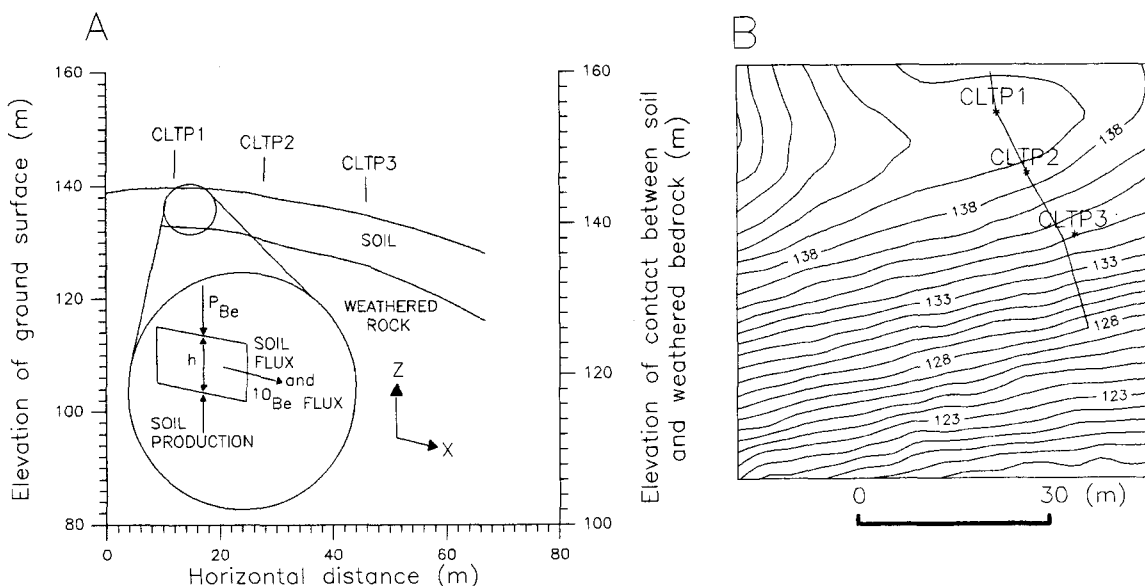 A
Elevation of ground surface (m)
160
140
120
100
80
CLTP1
CLTP2
CLTP3
SOIL
WEATHERED
ROCK
P Be
h
SOIL
FLUX
and
10Be FLUX
SOIL
PRODUCTION
Z
X
0
20
40
60
80
Horizontal distance (m)
160
140
120
100
Elevation of contact between soil
and weathered bedrock (m)
B
CLTP1
CLTP2
CLTP3
138
138
138
133
133
128
128
123
123
0
30 (m)